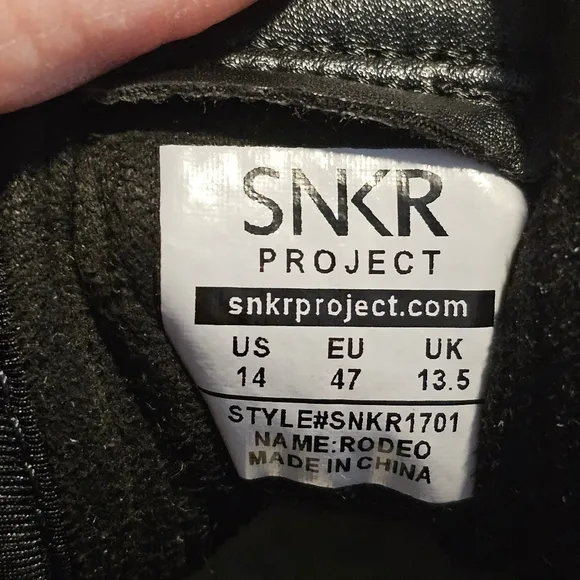 SNKR
PROJECT
snkrproject.com
US EU UK
14 47 13.5
STYLE#SNKR1701
NAME:RODEO
MADE IN CHINA